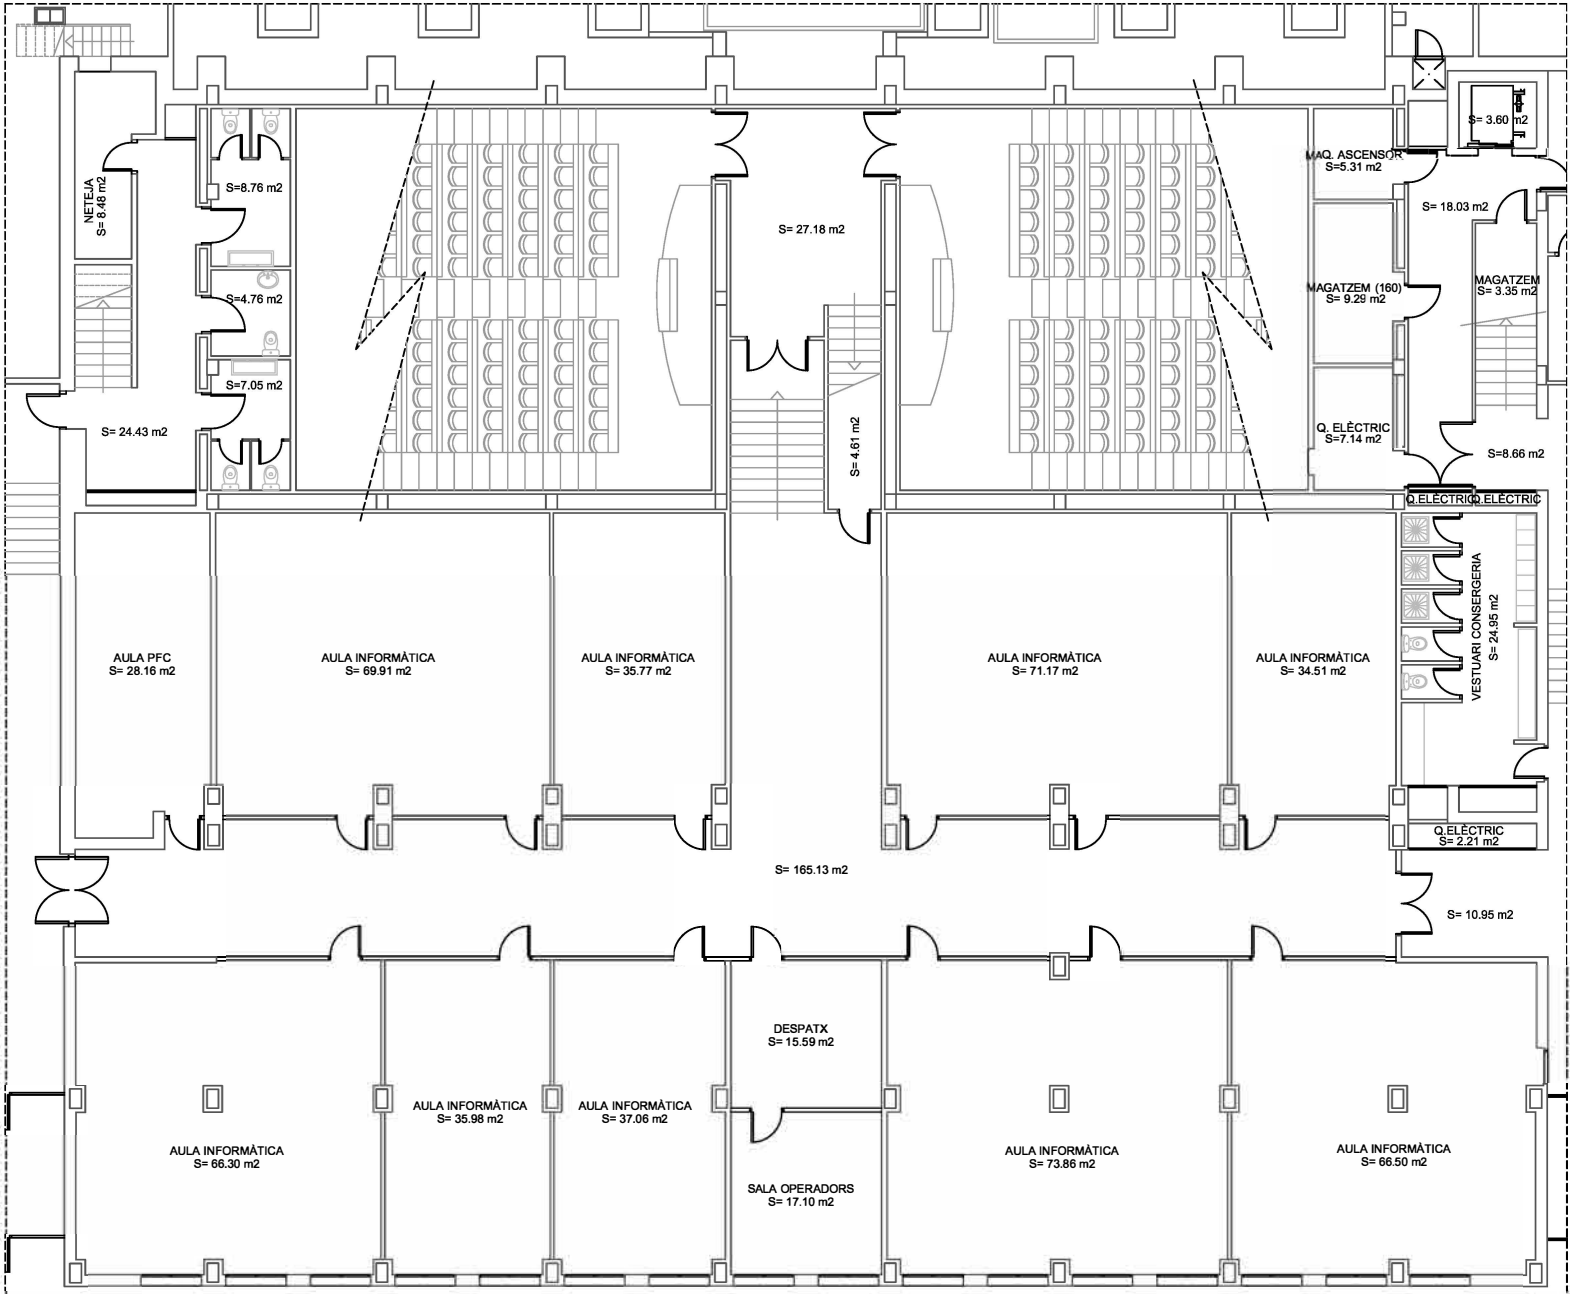 S= 3.60 m2
MAQ. ASCENSOR
S=5.31 m2
NETEJA
S= 8.48 m2
S=8.76 m2
S= 18.03 m2
S= 27.18 m2
MAGATZEM (160)
S= 9.29 m2
MAGATZEM
S= 3.35 m2
S=4.76 m2
S=7.05 m2
S= 24.43 m2
S= 4.61 m2
Q. ELÈCTRIC
S=7.14 m2
S=8.66 m2
Q.ELÈCTRIC
Q.ELÈCTRIC
VESTUARI CONSERGERIA
S= 24.95 m2
AULA PFC
S= 28.16 m2
AULA INFORMÀTICA
S= 69.91 m2
AULA INFORMÀTICA
S= 35.77 m2
AULA INFORMÀTICA
S= 71.17 m2
AULA INFORMÀTICA
S= 34.51 m2
Q.ELÈCTRIC
S= 2.21 m2
S= 165.13 m2
S= 10.95 m2
DESPATX
S= 15.59 m2
AULA INFORMÀTICA
S= 66.30 m2
AULA INFORMÀTICA
S= 35.98 m2
AULA INFORMÀTICA
S= 37.06 m2
SALA OPERADORS
S= 17.10 m2
AULA INFORMÀTICA
S= 73.86 m2
AULA INFORMÀTICA
S= 66.50 m2